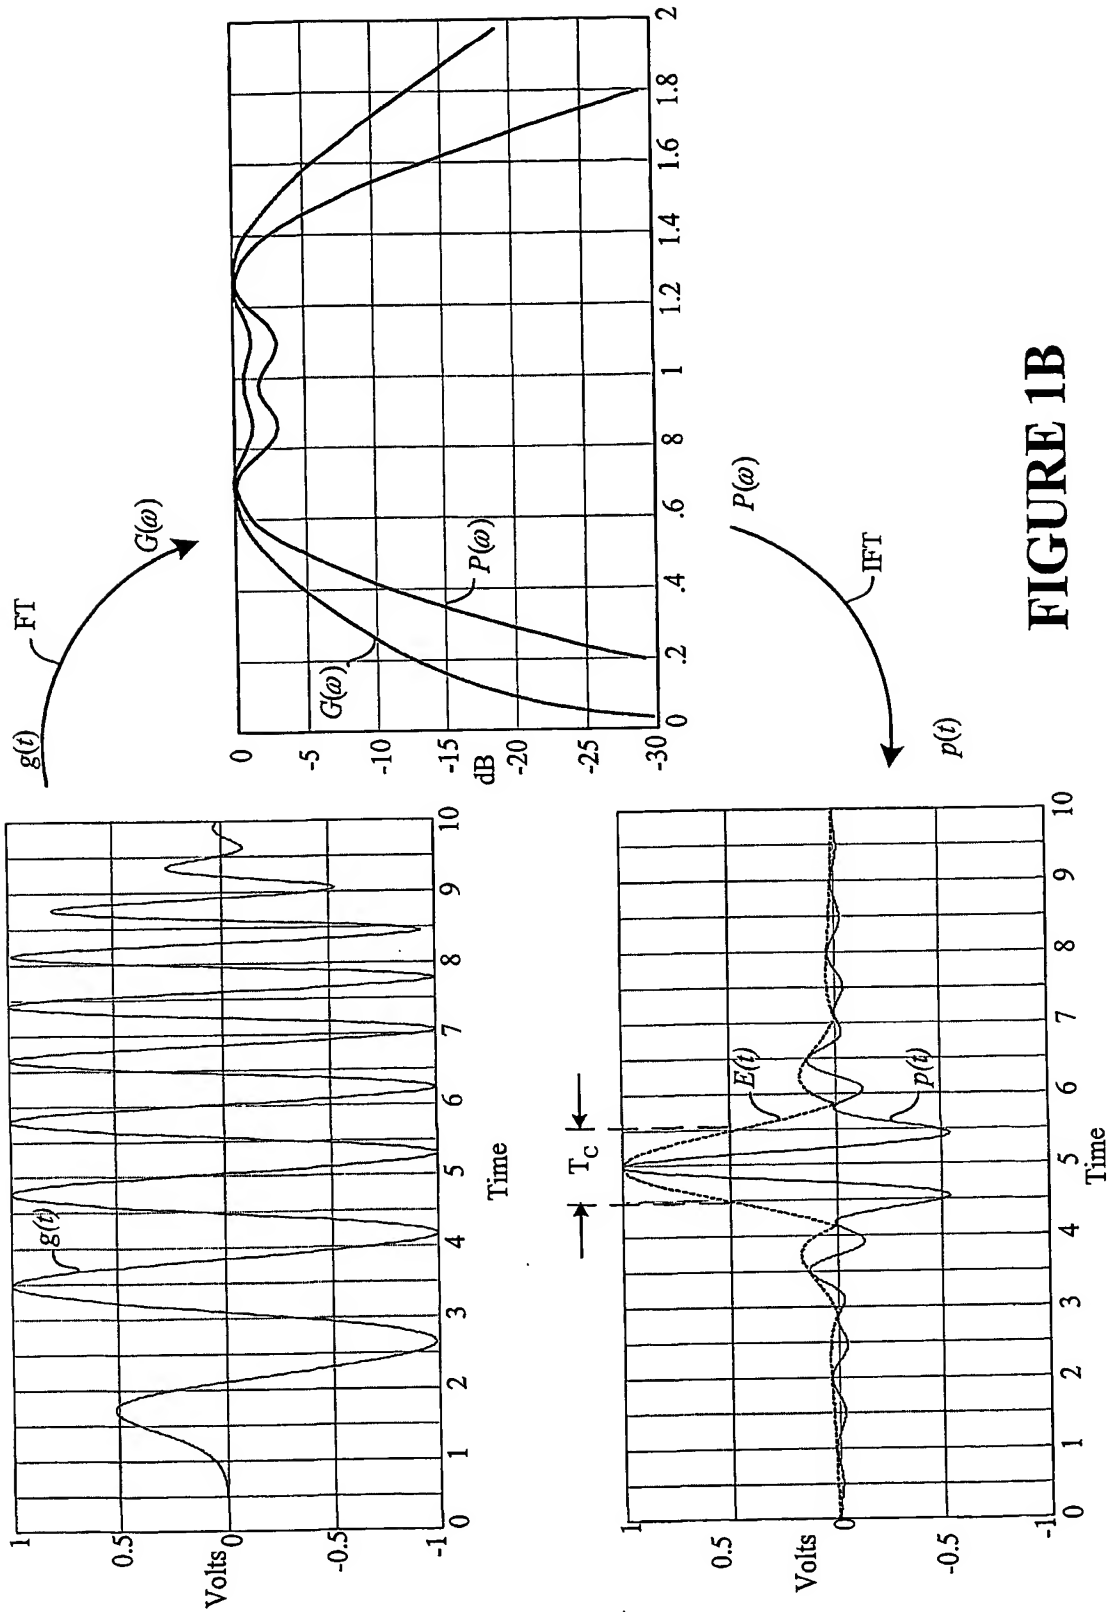 1
0.5
Volts
0
-0.5
-1
g(t)
0
1
2
3
4
5
6
7
8
9
10
Time
g(t)
FT
G(ω)
0
-5
-10
-15
dB
-20
-25
-30
G(ω)
P(ω)
0
.2
.4
.6
8
1
1.2
1.4
1.6
1.8
2
P(ω)
IFT
p(t)
1
0.5
Volts
0
-0.5
-1
T_C
E(t)
p(t)
0
1
2
3
4
5
6
7
8
9
10
Time
FIGURE 1B